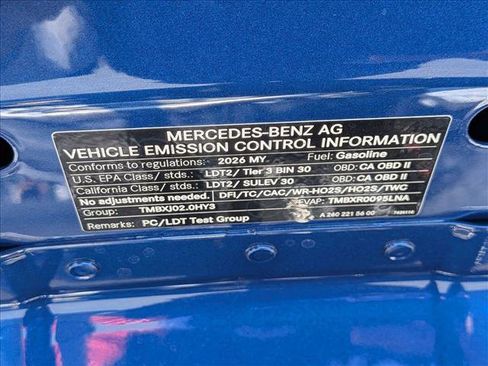 MERCEDES-BENZ AG
VEHICLE EMISSION CONTROL INFORMATION
Conforms to regulations: 2026 MY Fuel: Gasoline
U.S. EPA Class/ stds.: LDT2/ Tier 3 BIN 30 OBD: CA OBD II
California Class/ stds.: LDT2/ SULEV 30 OBD: CA OBD II
No adjustments needed. DFI/TC/CAC/WR-HO2S/HO2S/TWC
Group: TMBXJ02.0HY3 EVAP: TMBXR0095LNA
Remarks: PC/LDT Test Group A 260 221 56 00